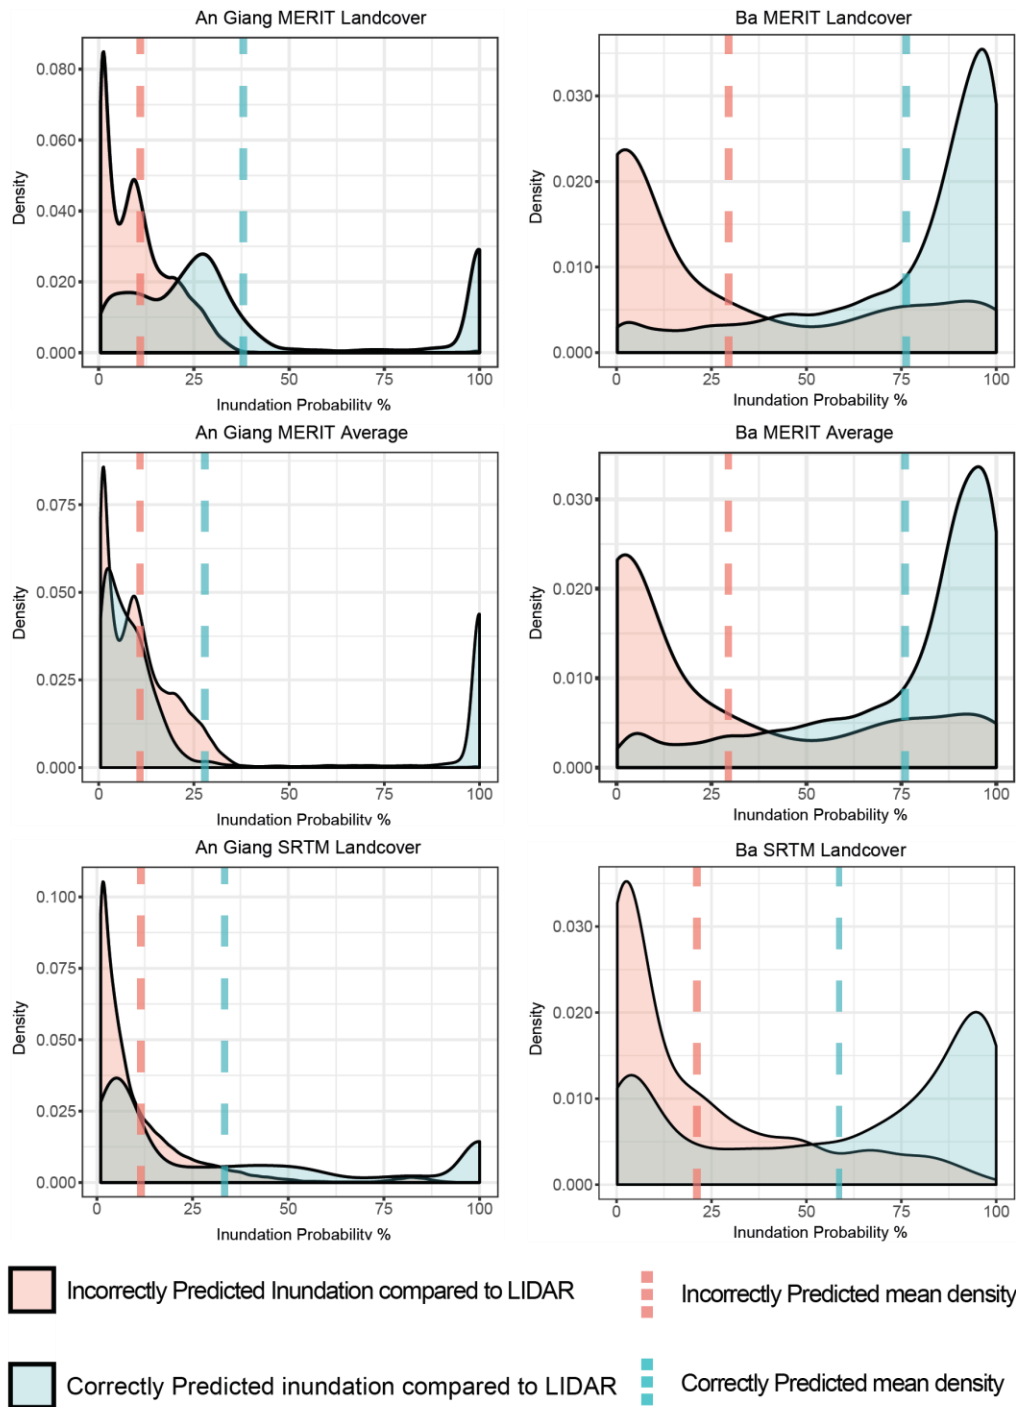 An Giang MERIT Landcover
Density
0.080
0.060
0.040
0.020
0.000
0
25
50
75
100
Inundation Probability %
Ba MERIT Landcover
Density
0.030
0.020
0.010
0.000
0
25
50
75
100
Inundation Probability %
An Giang MERIT Average
Density
0.075
0.050
0.025
0.000
0
25
50
75
100
Inundation Probability %
Ba MERIT Average
Density
0.030
0.020
0.010
0.000
0
25
50
75
100
Inundation Probability %
An Giang SRTM Landcover
Density
0.100
0.075
0.050
0.025
0.000
0
25
50
75
100
Inundation Probability %
Ba SRTM Landcover
Density
0.030
0.020
0.010
0.000
0
25
50
75
100
Inundation Probability %
Incorrectly Predicted Inundation compared to LIDAR
Incorrectly Predicted mean density
Correctly Predicted inundation compared to LIDAR
Correctly Predicted mean density